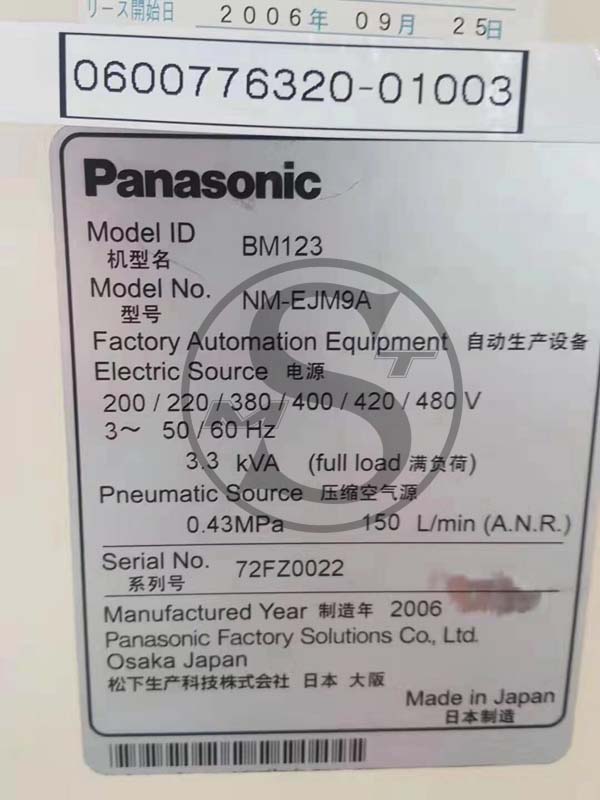 リース開始日 2006年 09月 25日
0600776320-01003
Panasonic
Model ID BM123
机型名
Model No. NM-EJM9A
型号
Factory Automation Equipment 自动生产设备
Electric Source 电源
200 / 220 / 380 / 400 / 420 / 480 V
3~ 50 / 60 Hz
3.3 kVA (full load 满负荷)
Pneumatic Source 压缩空气源
0.43MPa 150 L/min (A.N.R.)
Serial No. 72FZ0022
系列号
Manufactured Year 制造年 2006
Panasonic Factory Solutions Co., Ltd.
Osaka Japan
松下生产科技株式会社 日本 大阪
Made in Japan
日本制造